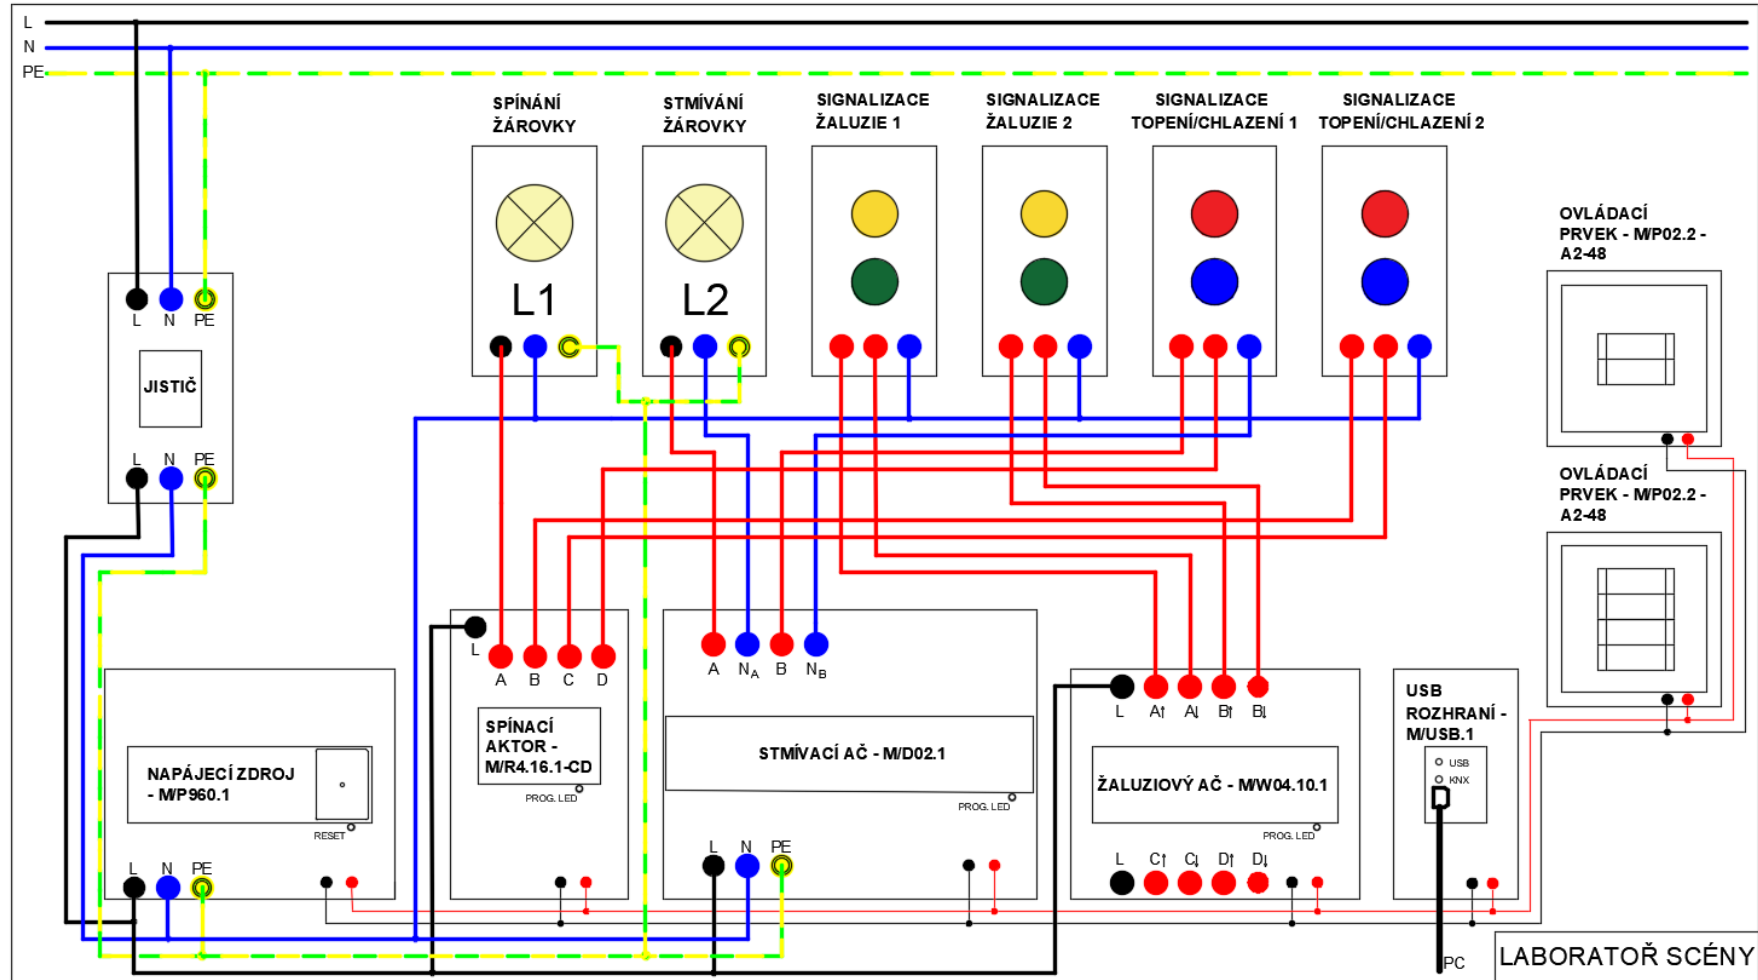 L
N
PE
SPÍNÁNÍ
ŽÁROVKY
STMÍVÁNÍ
ŽÁROVKY
SIGNALIZACE
ŽALUZIE 1
SIGNALIZACE
ŽALUZIE 2
SIGNALIZACE
TOPENÍ/CHLAZENÍ 1
SIGNALIZACE
TOPENÍ/CHLAZENÍ 2
L1
L2
L N PE
JISTIČ
L N PE
OVLÁDACÍ
PRVEK - M/P02.2 -
A2-48
OVLÁDACÍ
PRVEK - M/P02.2 -
A2-48
NAPÁJECÍ ZDROJ
- M/P960.1
RESET
L N PE
L
A B C D
SPÍNACÍ
AKTOR -
M/R4.16.1-CD
PROG. LED
A NA B NB
STMÍVACÍ AČ - M/D02.1
PROG. LED
L N PE
L A↑ A↓ B↑ B↓
ŽALUZIOVÝ AČ - M/W04.10.1
PROG. LED
L C↑ C↓ D↑ D↓
USB
ROZHRANÍ -
M/USB.1
USB
KNX
PC
LABORATOŘ SCÉNY